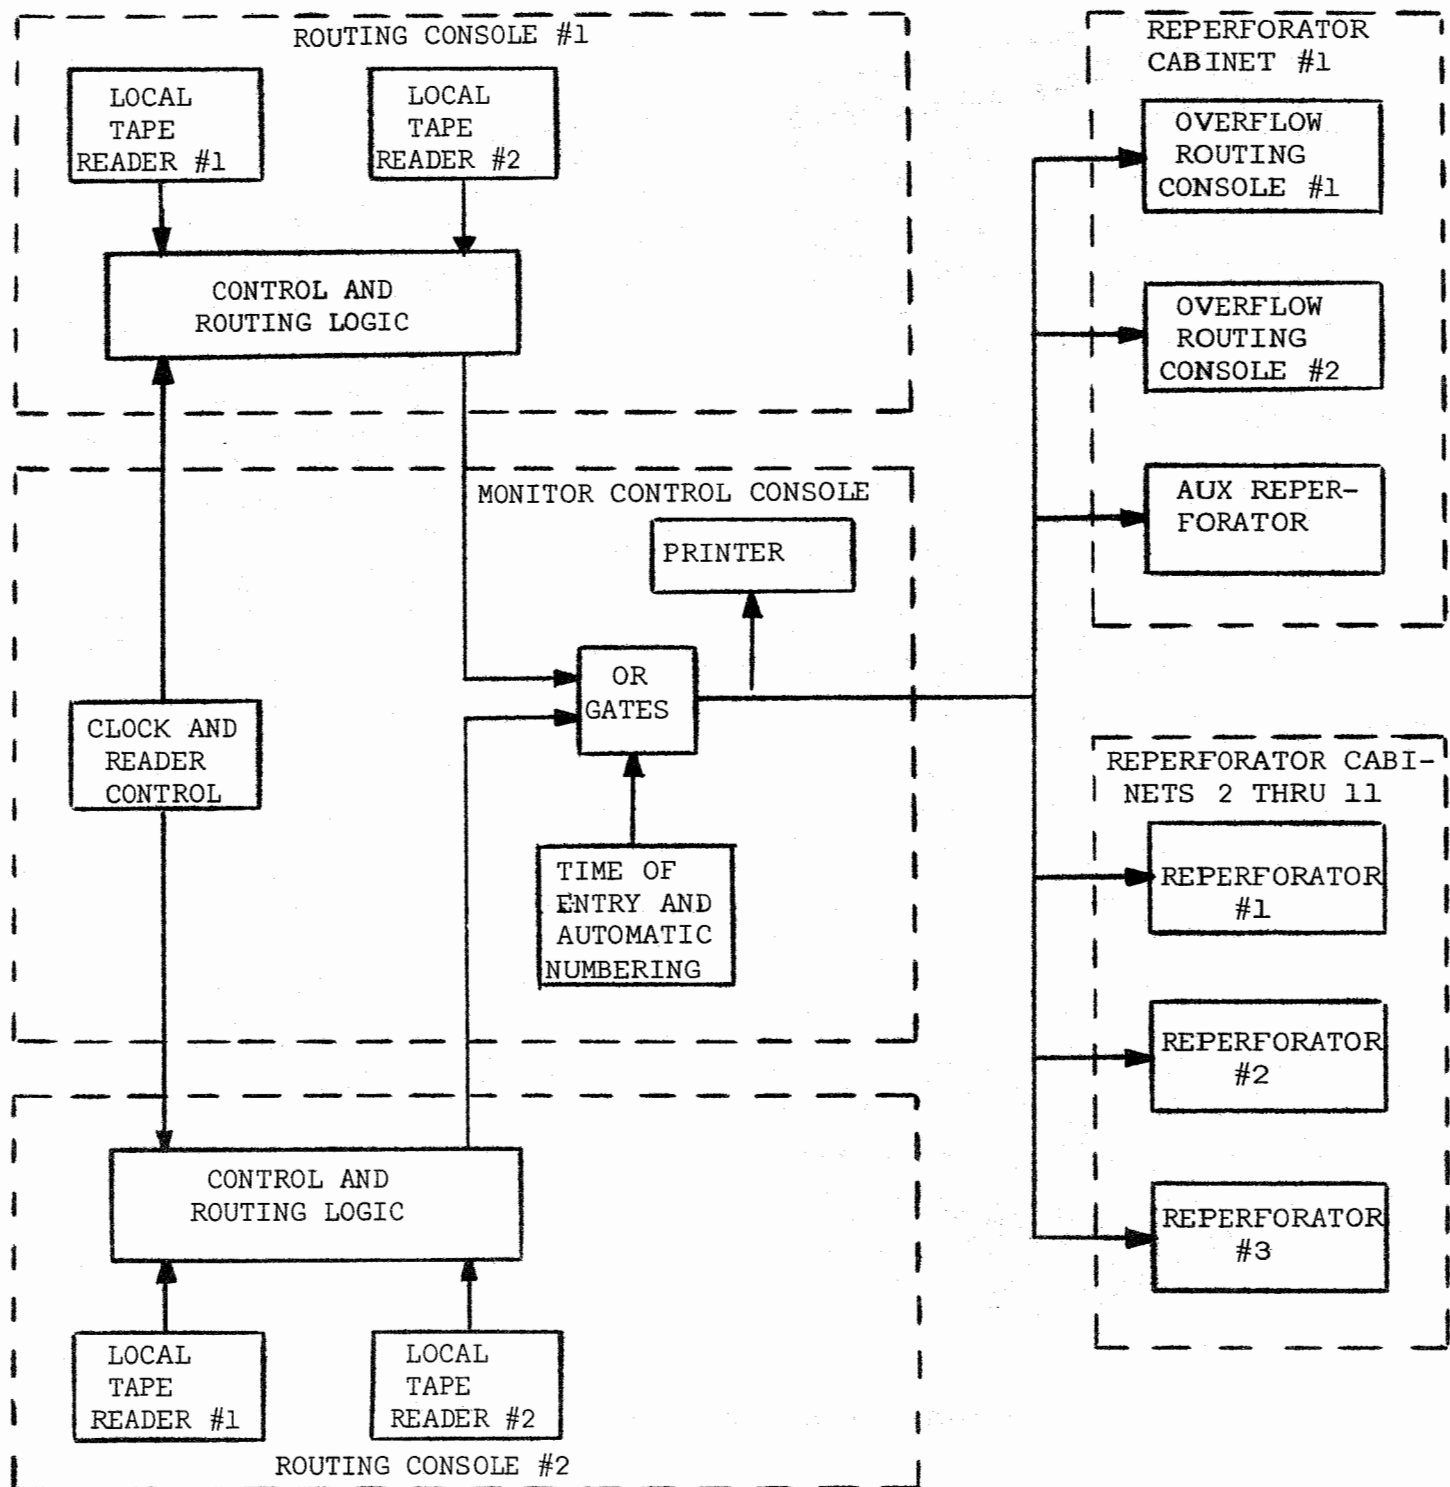 ROUTING CONSOLE #1
LOCAL
TAPE
READER #1
LOCAL
TAPE
READER #2
CONTROL AND
ROUTING LOGIC
MONITOR CONTROL CONSOLE
PRINTER
OR
GATES
CLOCK AND
READER
CONTROL
TIME OF
ENTRY AND
AUTOMATIC
NUMBERING
CONTROL AND
ROUTING LOGIC
LOCAL
TAPE
READER #1
LOCAL
TAPE
READER #2
ROUTING CONSOLE #2
REPERFORATOR
CABINET #1
OVERFLOW
ROUTING
CONSOLE #1
OVERFLOW
ROUTING
CONSOLE #2
AUX REPER-
FORATOR
REPERFORATOR CABI-
NETS 2 THRU 11
REPERFORATOR
#1
REPERFORATOR
#2
REPERFORATOR
#3